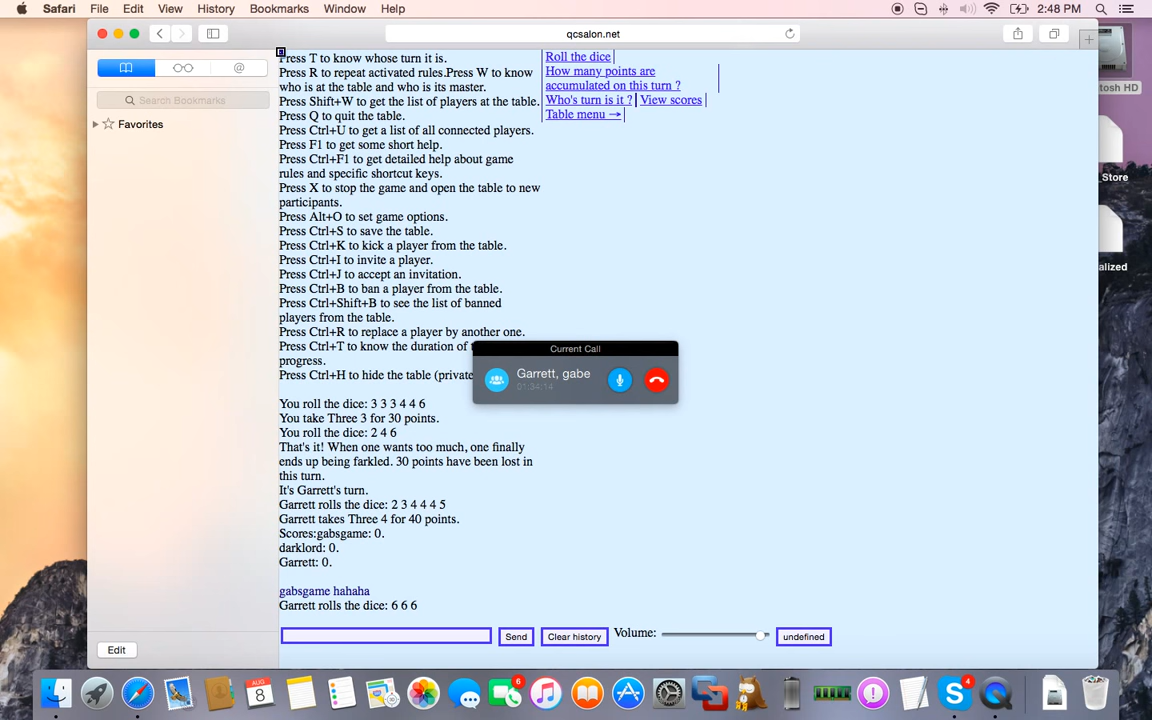 Safari File Edit View History Bookmarks Window Help 2:48 PM
qcsalon.net
Search Bookmarks
Favorites
Edit
Press T to know whose turn it is.
Press R to repeat activated rules.Press W to know
who is at the table and who is its master.
Press Shift+W to get the list of players at the table.
Press Q to quit the table.
Press Ctrl+U to get a list of all connected players.
Press F1 to get some short help.
Press Ctrl+F1 to get detailed help about game
rules and specific shortcut keys.
Press X to stop the game and open the table to new
participants.
Press Alt+O to set game options.
Press Ctrl+S to save the table.
Press Ctrl+K to kick a player from the table.
Press Ctrl+I to invite a player.
Press Ctrl+J to accept an invitation.
Press Ctrl+B to ban a player from the table.
Press Ctrl+Shift+B to see the list of banned
players from the table.
Press Ctrl+R to replace a player by another one.
Press Ctrl+T to know the duration of
progress.
Press Ctrl+H to hide the table (private
You roll the dice: 3 3 3 4 4 6
You take Three 3 for 30 points.
You roll the dice: 2 4 6
That's it! When one wants too much, one finally
ends up being farkled. 30 points have been lost in
this turn.
It's Garrett's turn.
Garrett rolls the dice: 2 3 4 4 4 5
Garrett takes Three 4 for 40 points.
Scores:gabsgame: 0.
darklord: 0.
Garrett: 0.
gabsgame hahaha
Garrett rolls the dice: 6 6 6
Send Clear history Volume: undefined
Roll the dice
How many points are
accumulated on this turn ?
Who's turn is it ? View scores
Table menu →
Current Call
Garrett, gabe
01:34:14
tosh HD
_Store
alized
AUG
8
6
4